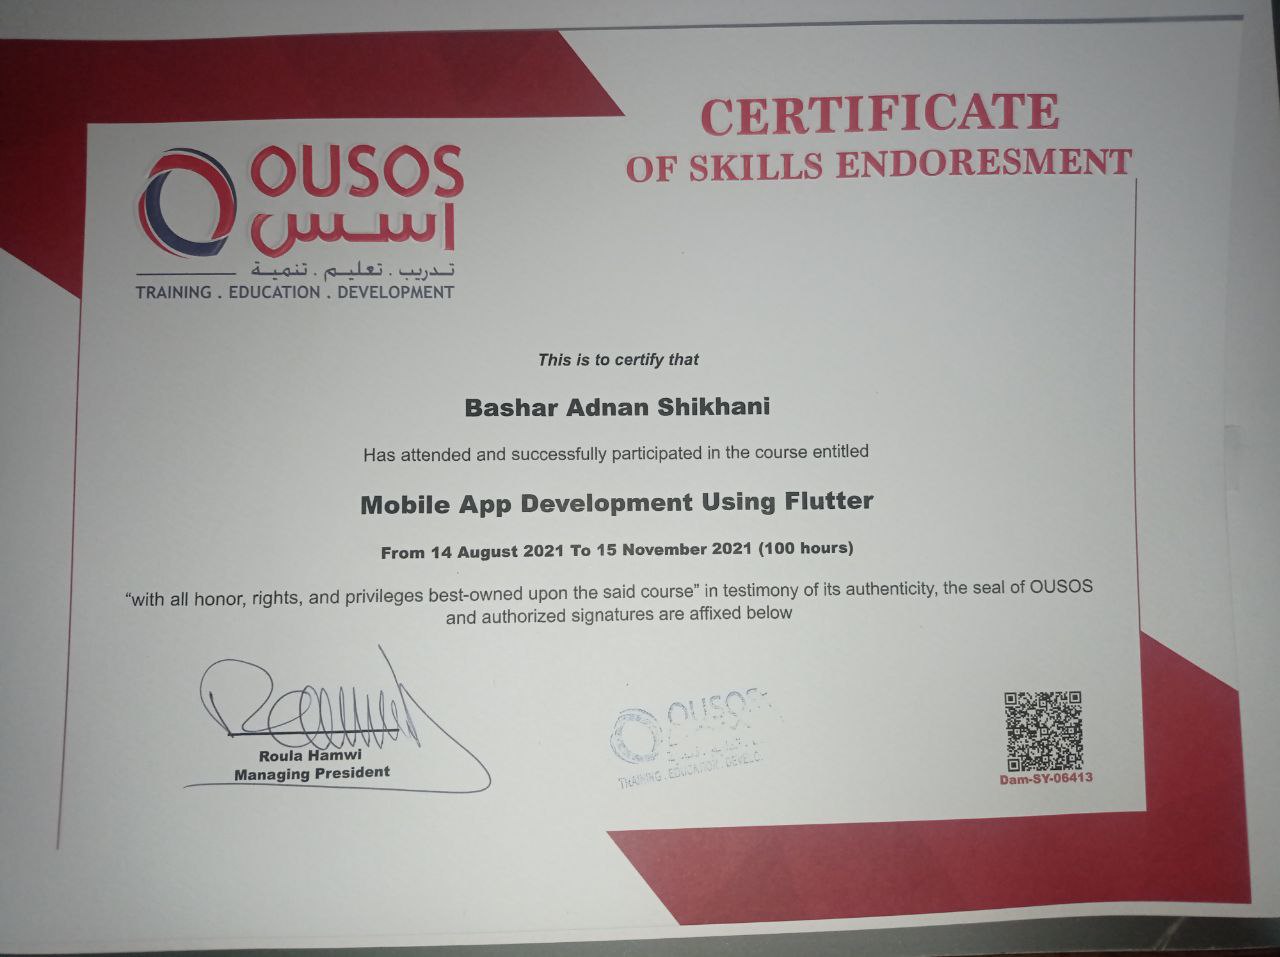 CERTIFICATE
OF SKILLS ENDORESMENT
OUSOS
اسس
تدريب . تعليم . تنمية
TRAINING . EDUCATION . DEVELOPMENT
This is to certify that
Bashar Adnan Shikhani
Has attended and successfully participated in the course entitled
Mobile App Development Using Flutter
From 14 August 2021 To 15 November 2021 (100 hours)
“with all honor, rights, and privileges best-owned upon the said course” in testimony of its authenticity, the seal of OUSOS
and authorized signatures are affixed below
Roula Hamwi
Managing President
OUSOS
TRAINING . EDUCATION . DEVELO
Dam-SY-06413